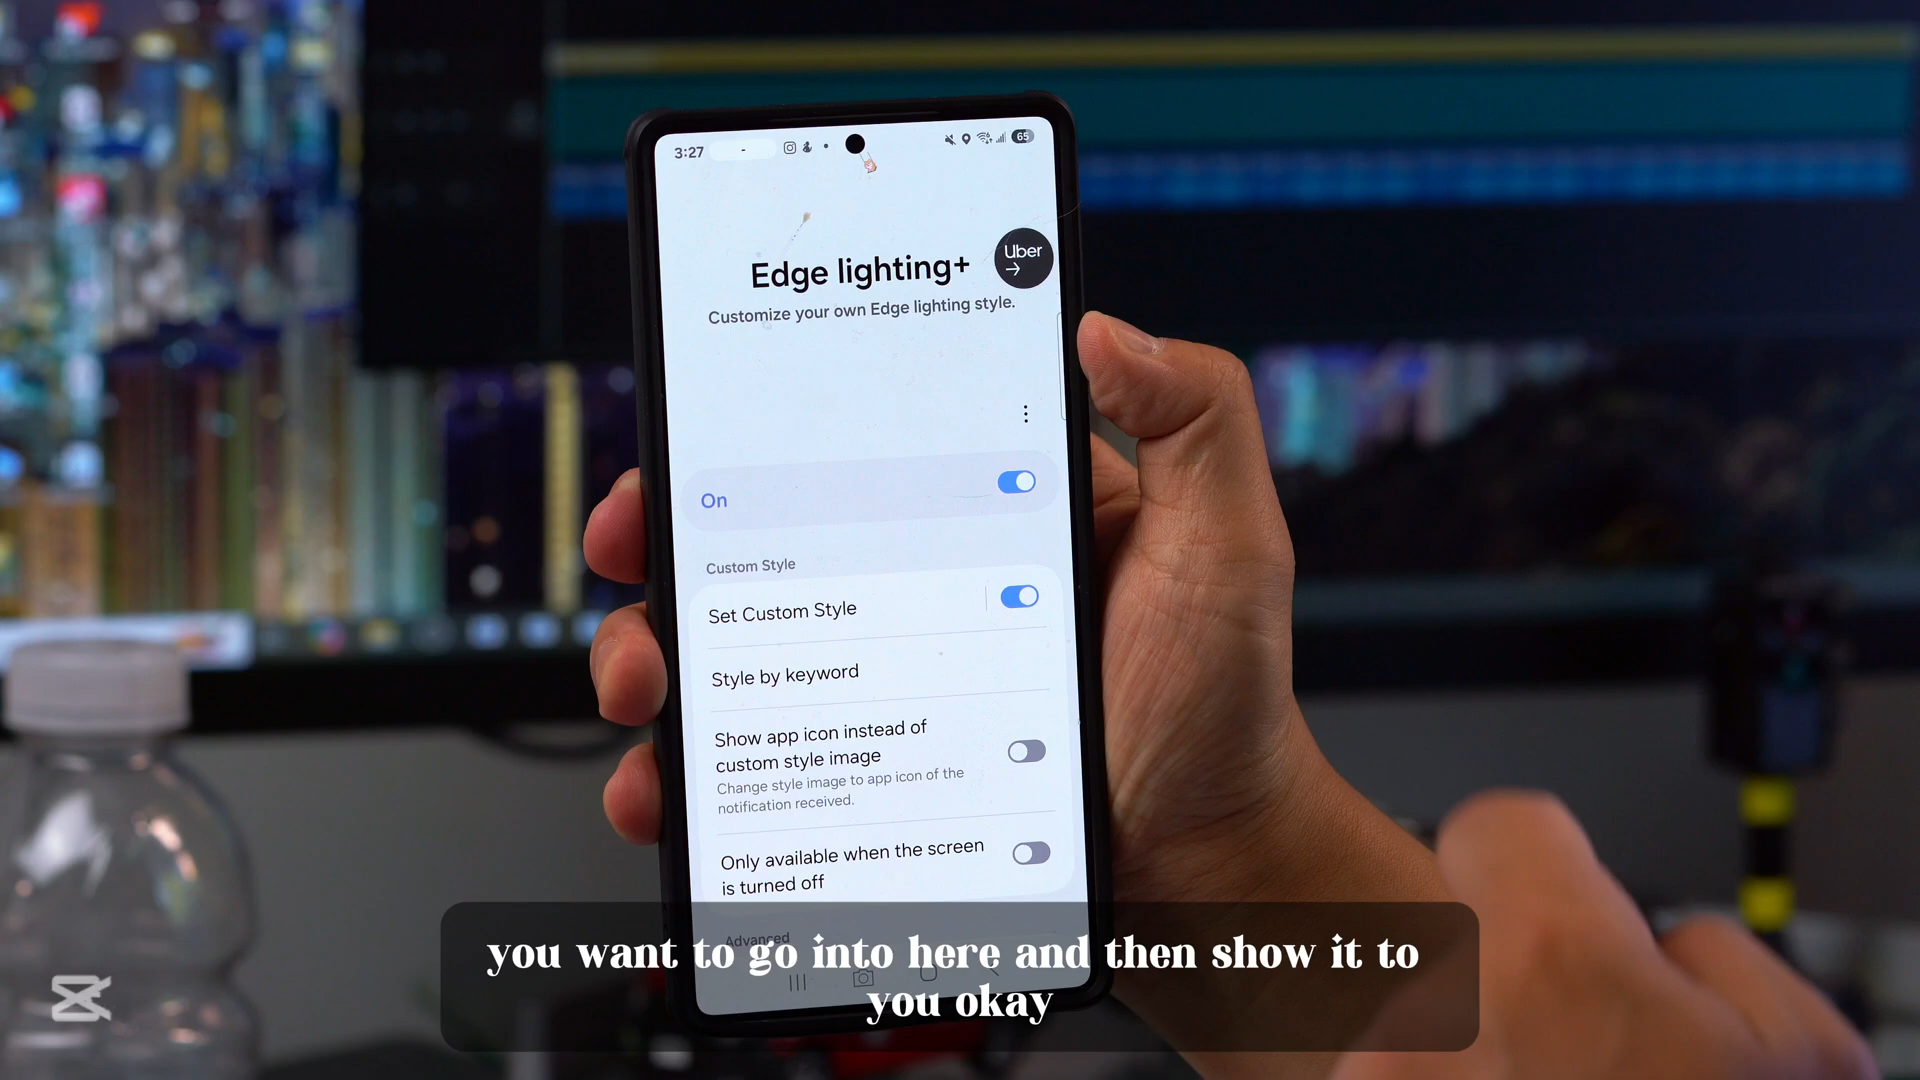 3:27
65
Uber
Edge lighting+
Customize your own Edge lighting style.
On
Custom Style
Set Custom Style
Style by keyword
Show app icon instead of
custom style image
Change style image to app icon of the
notification received.
Only available when the screen
is turned off
Advanced
you want to go into here and then show it to
you okay